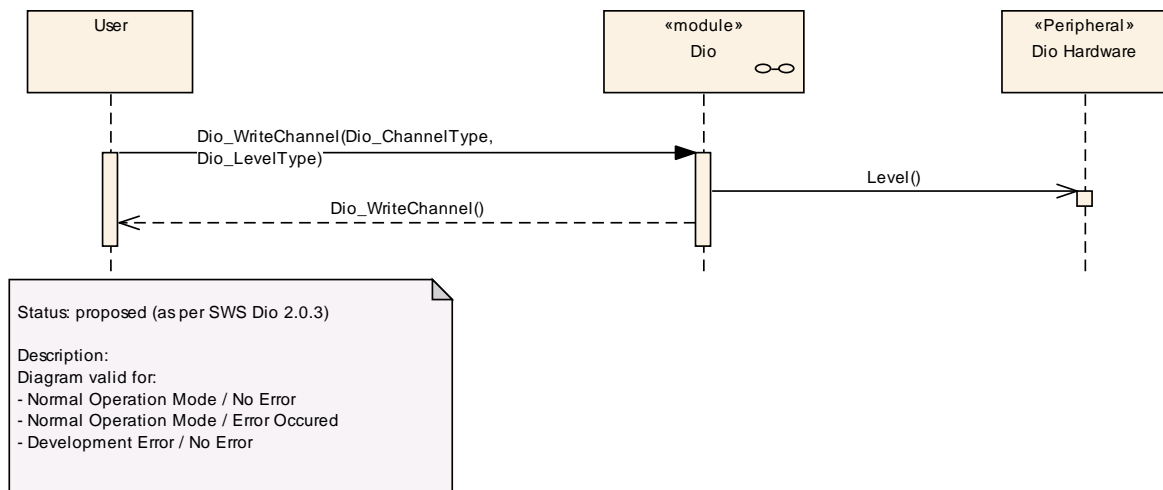 User
«module»
Dio
«Peripheral»
Dio Hardware
Dio_WriteChannel(Dio_ChannelType,
Dio_LevelType)
Level()
Dio_WriteChannel()
Status: proposed (as per SWS Dio 2.0.3)
Description:
Diagram valid for:
- Normal Operation Mode / No Error
- Normal Operation Mode / Error Occured
- Development Error / No Error